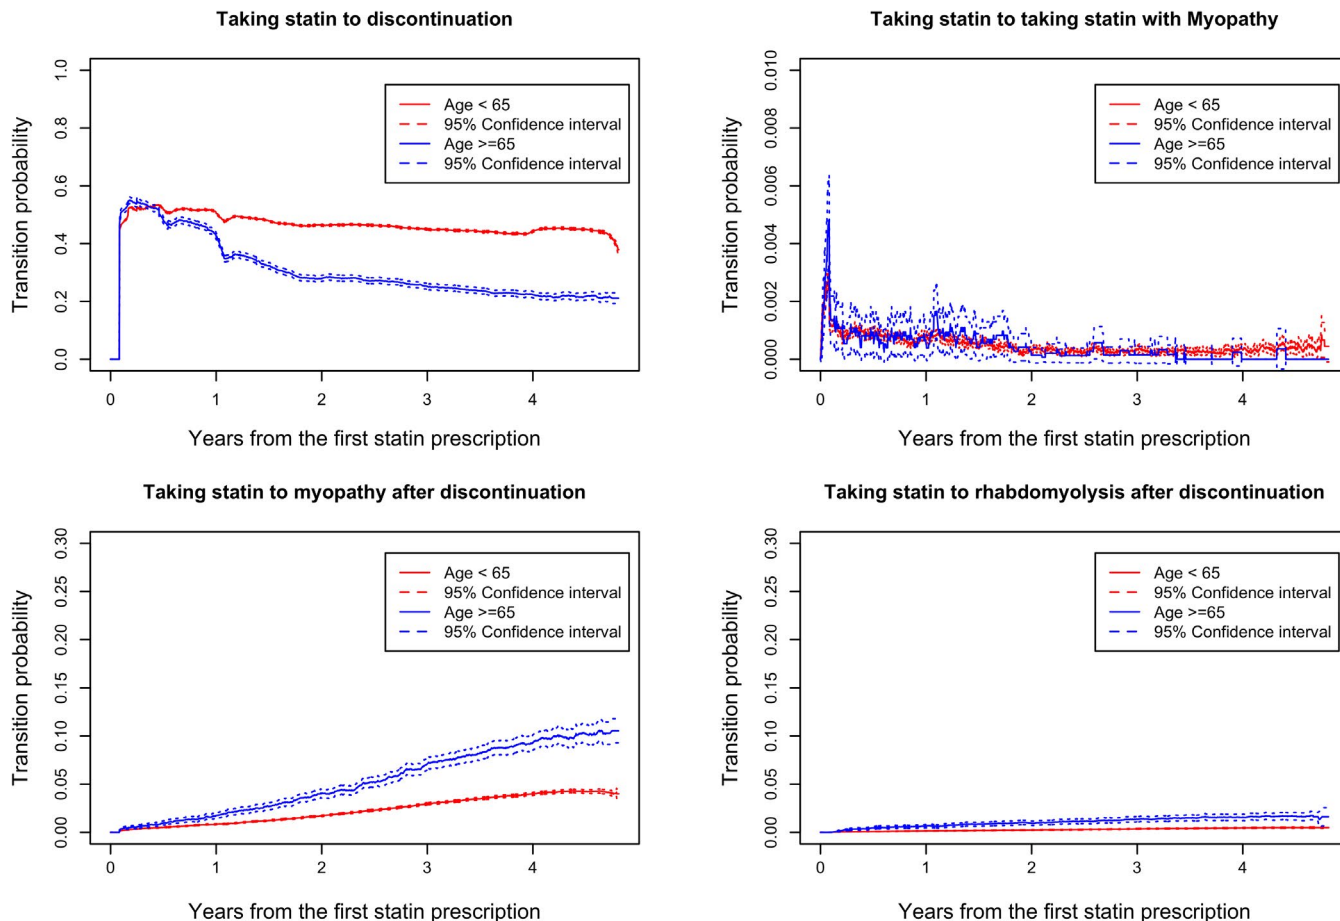 Taking statin to discontinuation
Transition probability
1.0
0.8
0.6
0.4
0.2
0.0
Age < 65
95% Confidence interval
Age >=65
95% Confidence interval
0 1 2 3 4
Years from the first statin prescription
Taking statin to taking statin with Myopathy
Transition probability
0.010
0.008
0.006
0.004
0.002
0.000
Age < 65
95% Confidence interval
Age >=65
95% Confidence interval
0 1 2 3 4
Years from the first statin prescription
Taking statin to myopathy after discontinuation
Transition probability
0.30
0.25
0.20
0.15
0.10
0.05
0.00
Age < 65
95% Confidence interval
Age >=65
95% Confidence interval
0 1 2 3 4
Years from the first statin prescription
Taking statin to rhabdomyolysis after discontinuation
Transition probability
0.30
0.25
0.20
0.15
0.10
0.05
0.00
Age < 65
95% Confidence interval
Age >=65
95% Confidence interval
0 1 2 3 4
Years from the first statin prescription